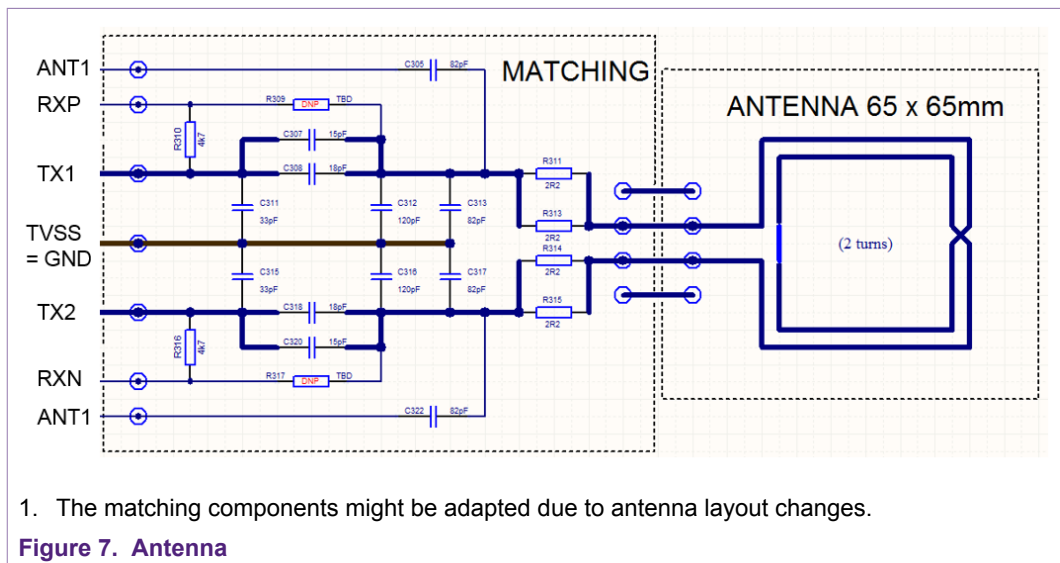 ANT1
C305 82pF
MATCHING
RXP
R309 DNP TBD
ANTENNA 65 x 65mm
R310
4k7
C307 15pF
TX1
C308 18pF
R311
2R2
C311
33pF
C312
120pF
C313
82pF
R313
2R2
TVSS
= GND
(2 turns)
R314
2R2
C315
33pF
C316
120pF
C317
82pF
R315
2R2
TX2
C318 18pF
R316
4k7
C320 15pF
RXN
R317 DNP TBD
ANT1
C322 82pF
1. The matching components might be adapted due to antenna layout changes.
Figure 7. Antenna